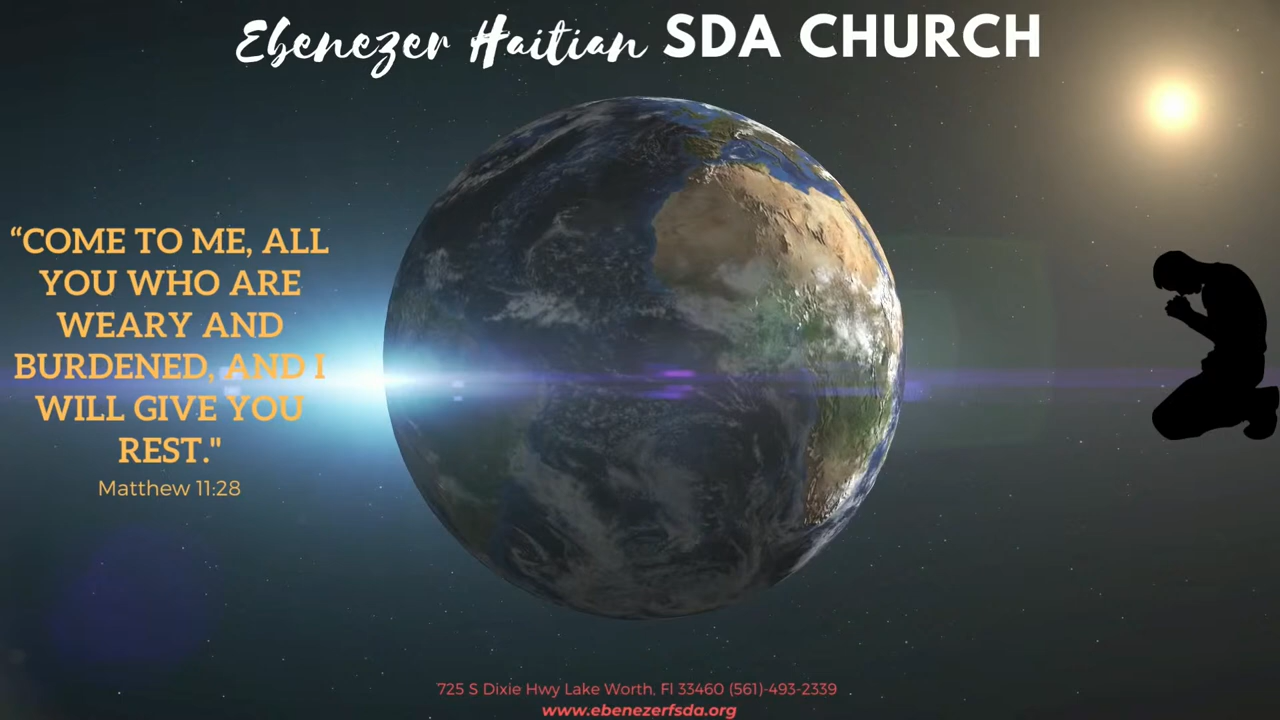 Ebenezer Haitian SDA CHURCH
“COME TO ME, ALL
YOU WHO ARE
WEARY AND
BURDENED, AND I
WILL GIVE YOU
REST."
Matthew 11:28
725 S Dixie Hwy Lake Worth, Fl 33460 (561)-493-2339
www.ebenezerfsda.org